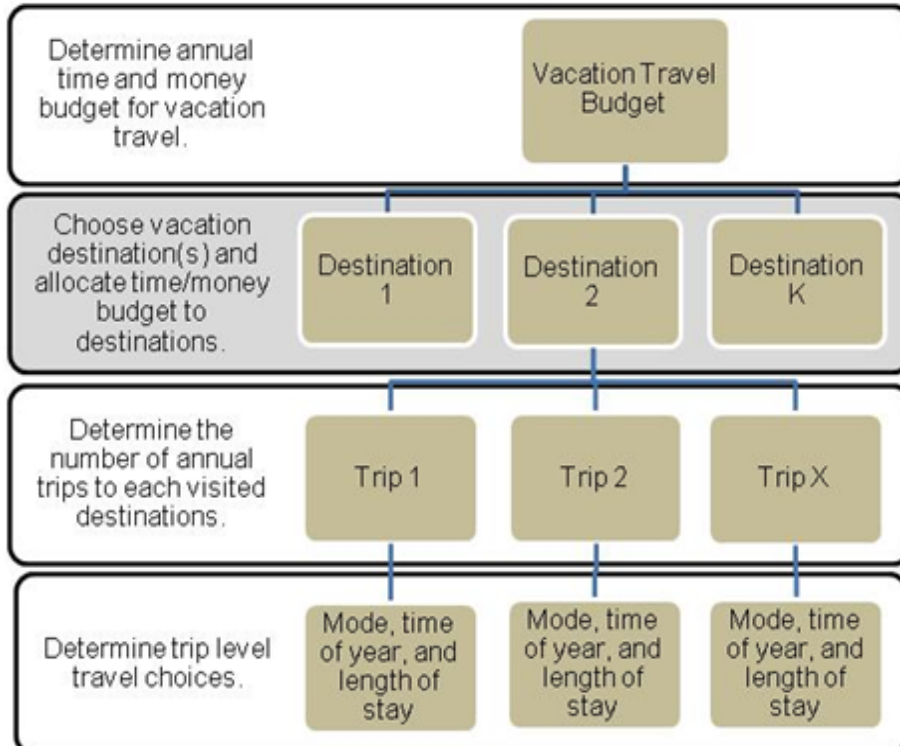 Determine annual
time and money
budget for vacation
travel.
Vacation Travel
Budget
Choose vacation
destination(s) and
allocate time/money
budget to
destinations.
Destination
1
Destination
2
Destination
K
Determine the
number of annual
trips to each visited
destinations.
Trip 1
Trip 2
Trip X
Determine trip level
travel choices.
Mode, time
of year, and
length of
stay
Mode, time
of year, and
length of
stay
Mode, time
of year, and
length of
stay